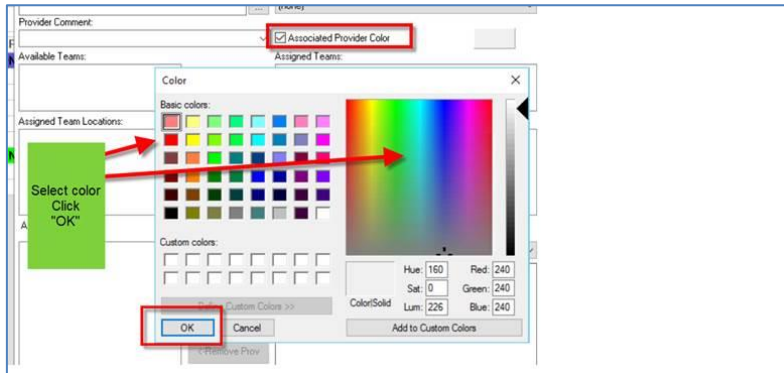 ... (none)
Provider Comment:
Associated Provider Color
Available Teams:
Assigned Teams:
Color
Basic colors:
Assigned Team Locations:
Select color
Click
"OK"
Custom colors:
Hue: 160 Red: 240
Sat: 0 Green: 240
Color|Solid Lum: 226 Blue: 240
Define Custom Colors >>
OK Cancel Add to Custom Colors
< Remove Prov